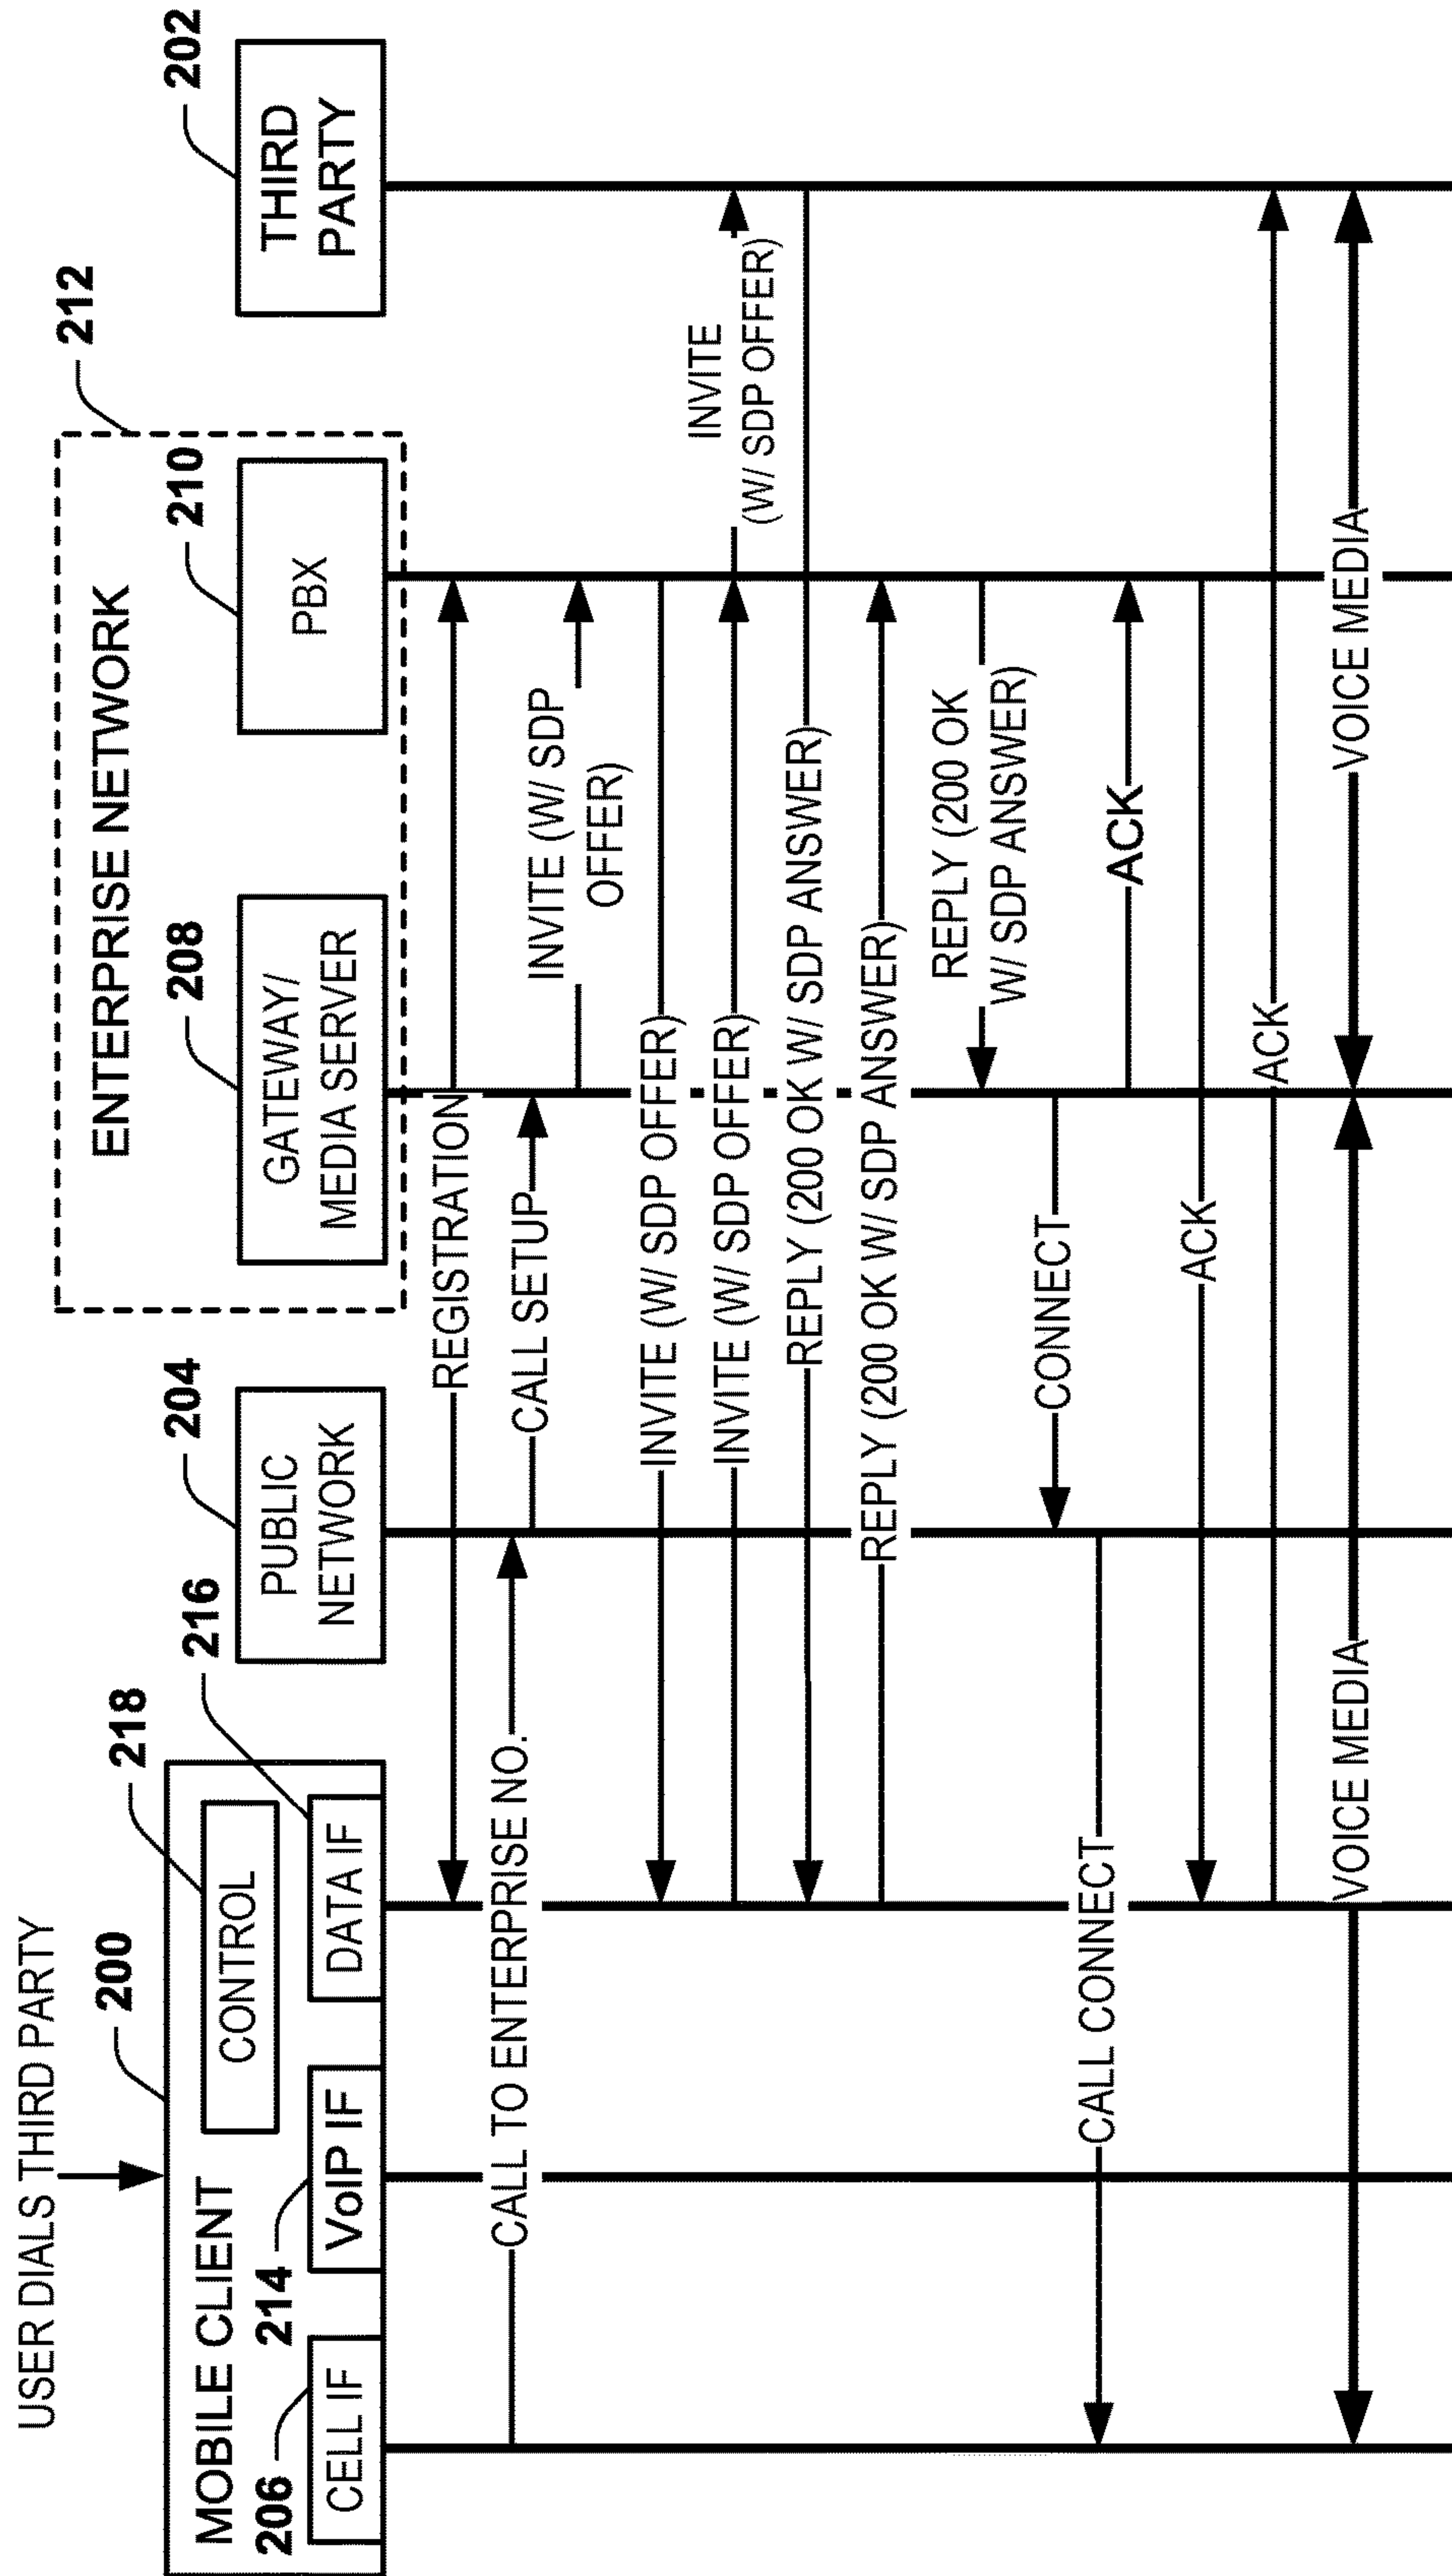 USER DIALS THIRD PARTY
200
MOBILE CLIENT
218
CONTROL
206
CELL IF
214
VoIP IF
216
DATA IF
204
PUBLIC
NETWORK
212
ENTERPRISE NETWORK
208
GATEWAY/
MEDIA SERVER
210
PBX
202
THIRD
PARTY
REGISTRATION
CALL TO ENTERPRISE NO.
CALL SETUP
INVITE (W/ SDP
OFFER)
INVITE (W/ SDP OFFER)
INVITE (W/ SDP OFFER)
INVITE
(W/ SDP OFFER)
REPLY (200 OK W/ SDP ANSWER)
REPLY (200 OK W/ SDP ANSWER)
REPLY (200 OK
W/ SDP ANSWER)
CONNECT
CALL CONNECT
ACK
ACK
ACK
VOICE MEDIA
VOICE MEDIA